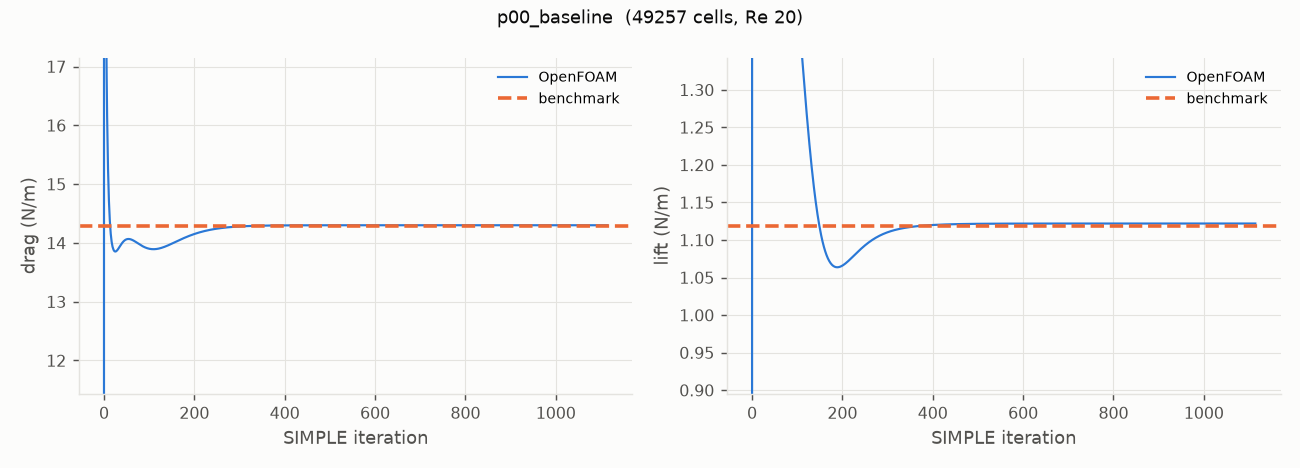 p00_baseline  (49257 cells, Re 20)
17
16
15
14
13
12
drag (N/m)
OpenFOAM
benchmark
0 200 400 600 800 1000
SIMPLE iteration
1.30
1.25
1.20
1.15
1.10
1.05
1.00
0.95
0.90
lift (N/m)
OpenFOAM
benchmark
0 200 400 600 800 1000
SIMPLE iteration